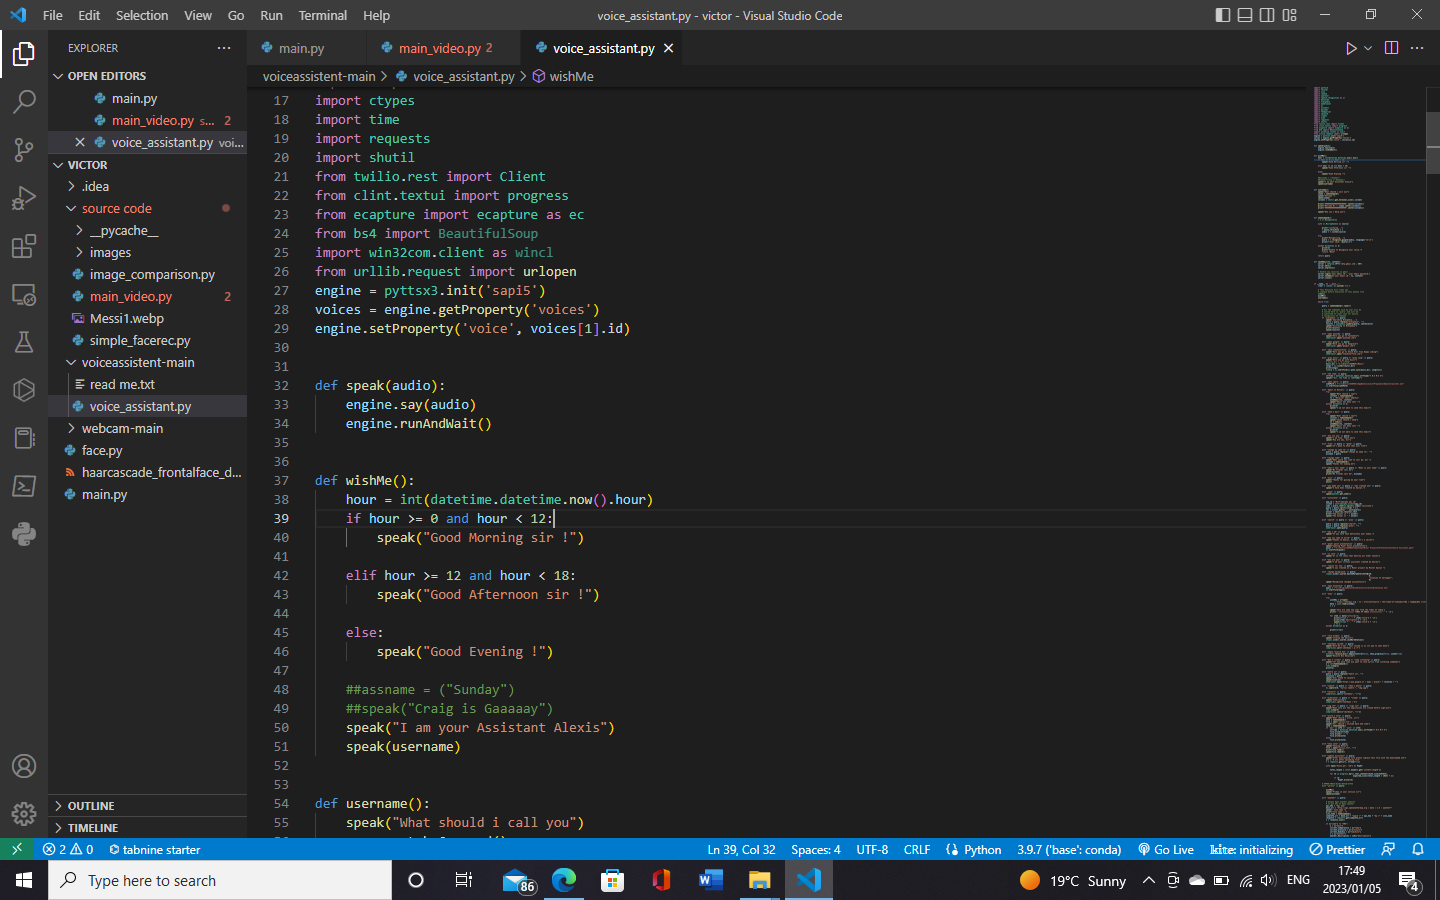 File Edit Selection View Go Run Terminal Help
voice_assistant.py - victor - Visual Studio Code
EXPLORER
OPEN EDITORS
main.py
main_video.py s... 2
voice_assistant.py voi...
VICTOR
.idea
source code
__pycache__
images
image_comparison.py
main_video.py 2
Messi1.webp
simple_facerec.py
voiceassistent-main
read me.txt
voice_assistant.py
webcam-main
face.py
haarcascade_frontalface_d...
main.py
OUTLINE
TIMELINE
main.py main_video.py 2 voice_assistant.py
voiceassistent-main > voice_assistant.py > wishMe
17 import ctypes
18 import time
19 import requests
20 import shutil
21 from twilio.rest import Client
22 from clint.textui import progress
23 from ecapture import ecapture as ec
24 from bs4 import BeautifulSoup
25 import win32com.client as wincl
26 from urllib.request import urlopen
27 engine = pyttsx3.init('sapi5')
28 voices = engine.getProperty('voices')
29 engine.setProperty('voice', voices[1].id)
30
31
32 def speak(audio):
33 engine.say(audio)
34 engine.runAndWait()
35
36
37 def wishMe():
38 hour = int(datetime.datetime.now().hour)
39 if hour >= 0 and hour < 12:
40 speak("Good Morning sir !")
41
42 elif hour >= 12 and hour < 18:
43 speak("Good Afternoon sir !")
44
45 else:
46 speak("Good Evening !")
47
48 ##assname = ("Sunday")
49 ##speak("Craig is Gaaaaay")
50 speak("I am your Assistant Alexis")
51 speak(username)
52
53
54 def username():
55 speak("What should i call you")
2 0 tabnine starter
Ln 39, Col 32 Spaces: 4 UTF-8 CRLF Python 3.9.7 ('base': conda) Go Live kite: initializing Prettier
Type here to search
86
19°C Sunny
ENG
17:49
2023/01/05
4